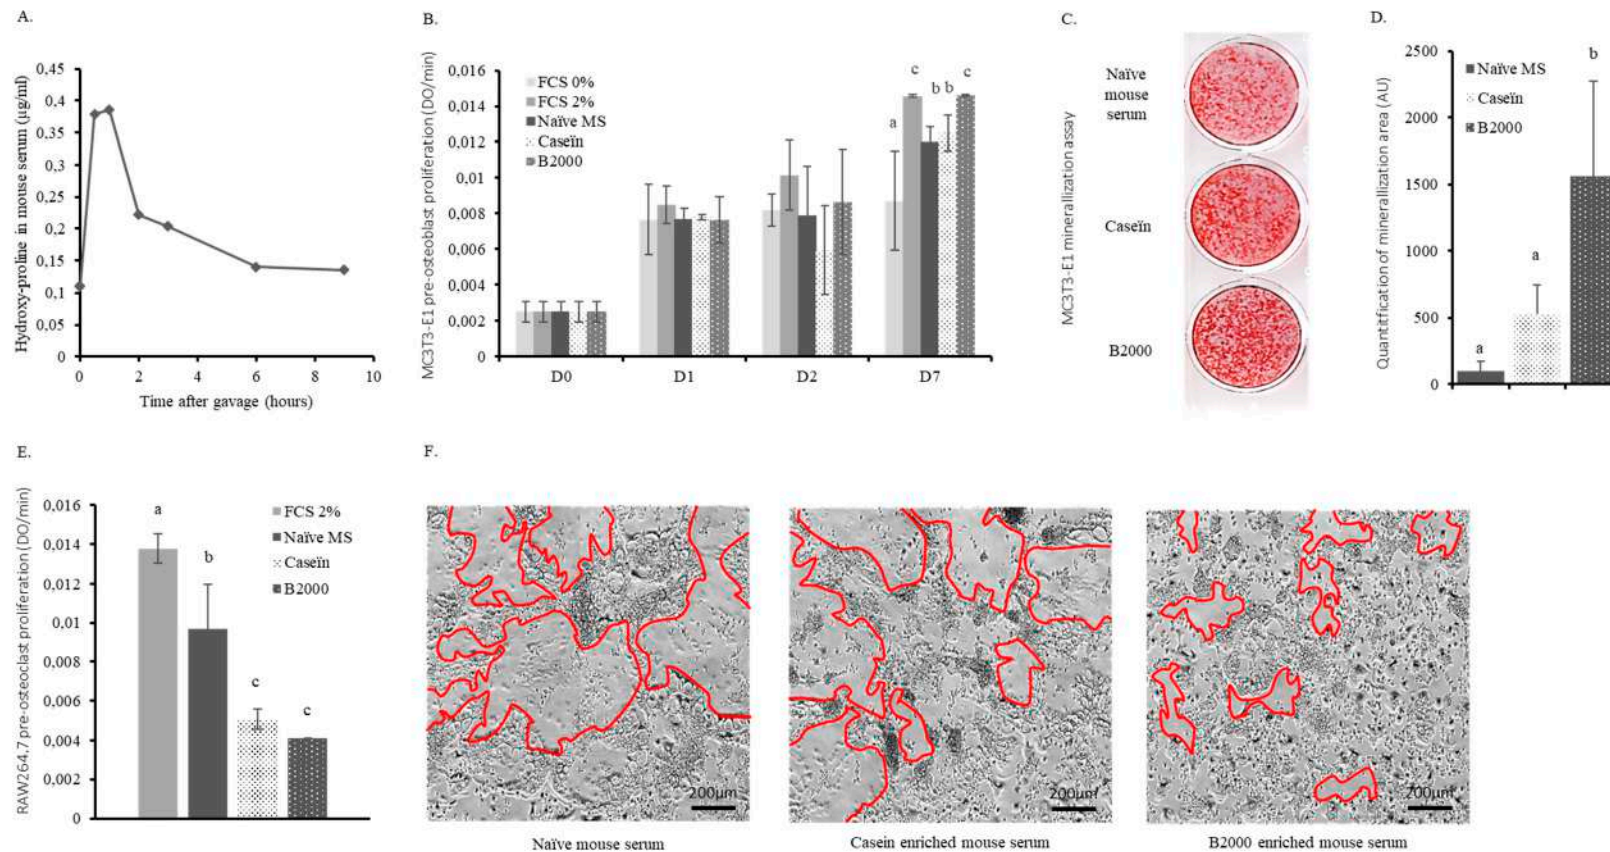 A.
Hydroxy-proline in mouse serum (µg/ml)
0,45
0,4
0,35
0,3
0,25
0,2
0,15
0,1
0,05
0
0
2
4
6
8
10
Time after gavage (hours)
B.
MC3T3-E1 pre-osteoblast proliferation (DO/min)
0,016
0,014
0,012
0,01
0,008
0,006
0,004
0,002
0
FCS 0%
FCS 2%
Naïve MS
Caseïn
B2000
a
c
b
b
c
D0
D1
D2
D7
C.
MC3T3-E1 minerallization assay
Naïve
mouse
serum
Caseïn
B2000
D.
Quantitfication of minerallization area (AU)
2500
2000
1500
1000
500
0
Naïve MS
Caseïn
B2000
a
a
b
E.
RAW264.7 pre-osteoclast proliferation (DO/min)
0,016
0,014
0,012
0,01
0,008
0,006
0,004
0,002
0
FCS 2%
Naïve MS
Caseïn
B2000
a
b
c
c
F.
200µm
200µm
200µm
Naïve mouse serum
Casein enriched mouse serum
B2000 enriched mouse serum